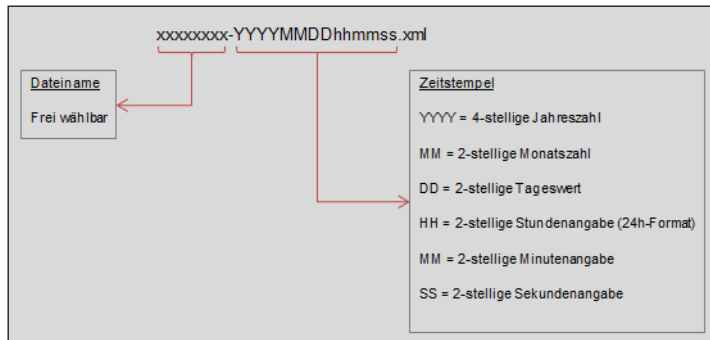 xxxxxxxx-YYYYMMDDhhmmss.xml
Dateiname
Frei wählbar
Zeitstempel
YYYY = 4-stellige Jahreszahl
MM = 2-stellige Monatszahl
DD = 2-stellige Tageswert
HH = 2-stellige Stundenangabe (24h-Format)
MM = 2-stellige Minutenangabe
SS = 2-stellige Sekundenangabe